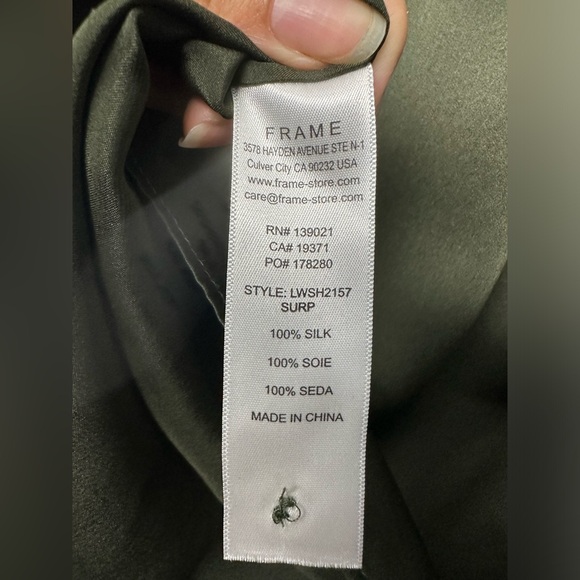 FRAME
3578 HAYDEN AVENUE STE N-1
Culver City CA 90232 USA
www.frame-store.com
care@frame-store.com
RN# 139021
CA# 19371
PO# 178280
STYLE: LWSH2157
SURP
100% SILK
100% SOIE
100% SEDA
MADE IN CHINA